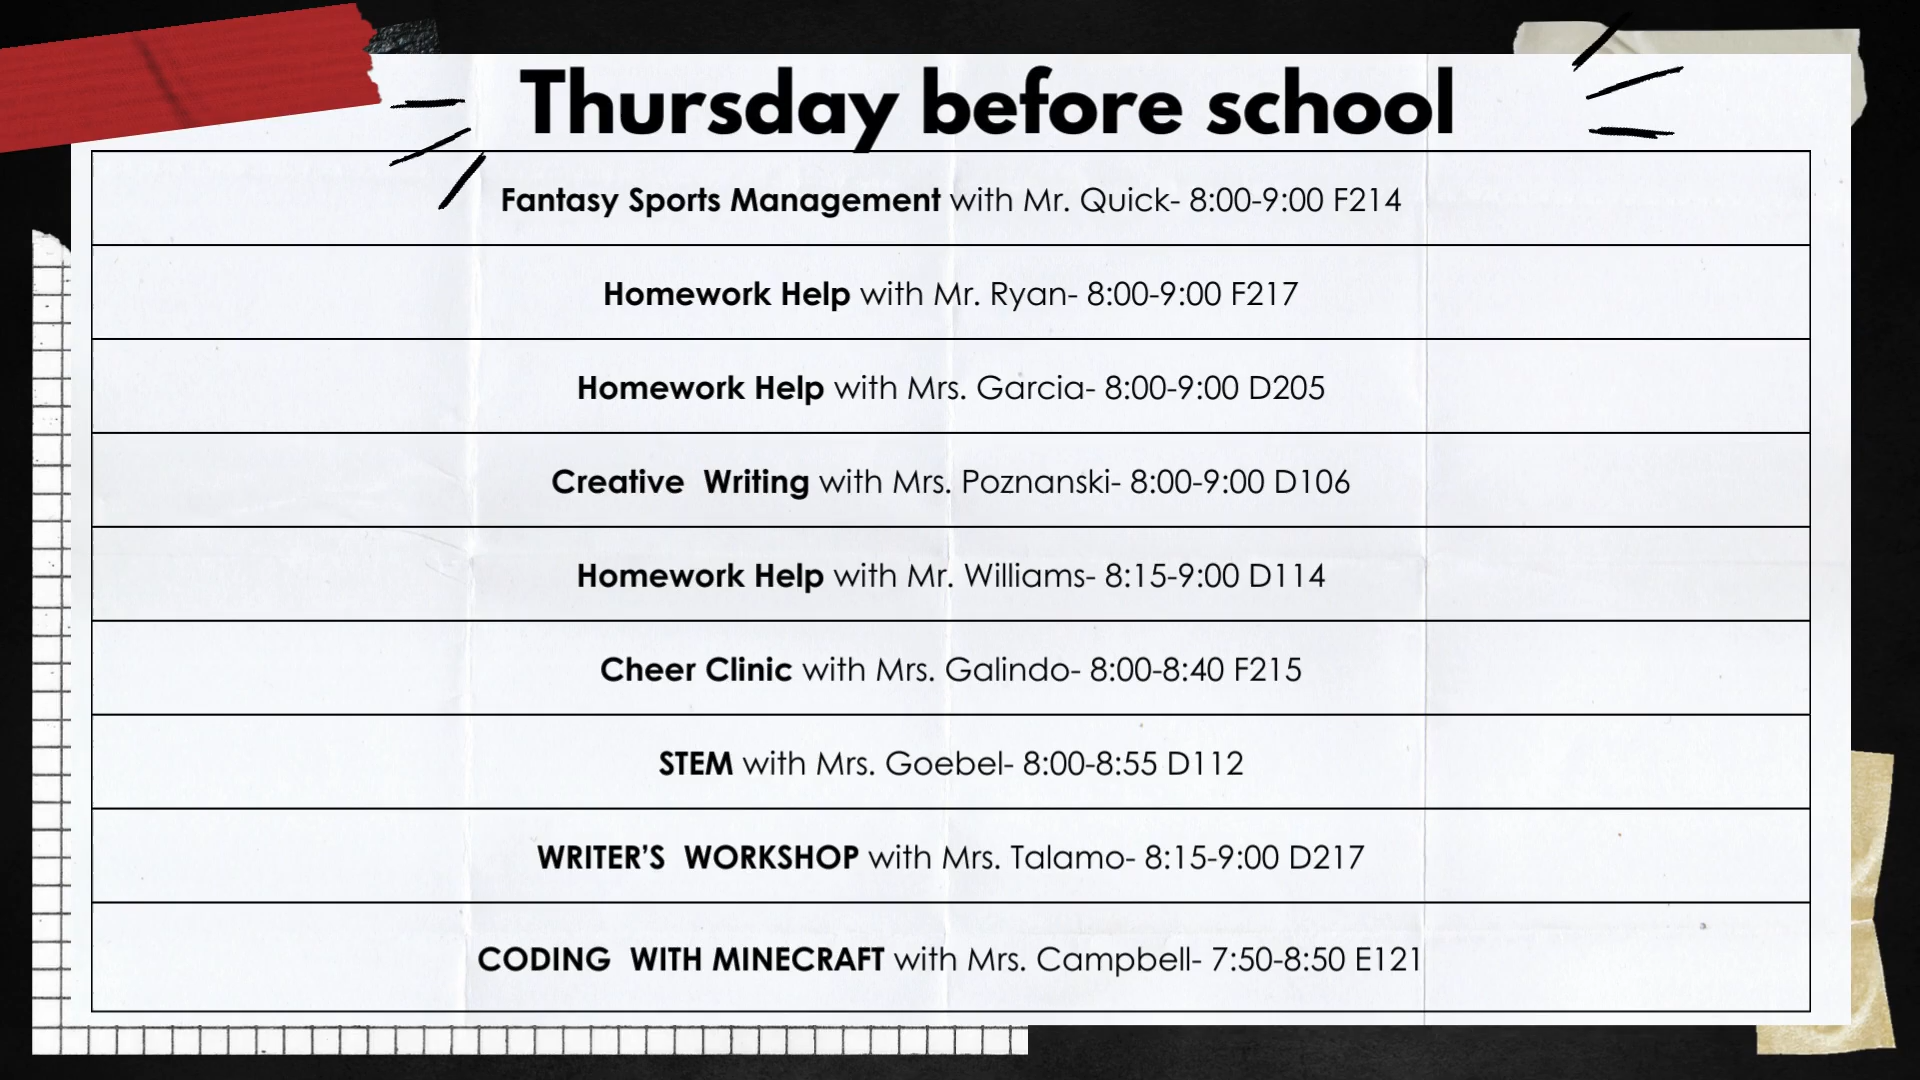 Thursday before school
Fantasy Sports Management with Mr. Quick- 8:00-9:00 F214
Homework Help with Mr. Ryan- 8:00-9:00 F217
Homework Help with Mrs. Garcia- 8:00-9:00 D205
Creative  Writing with Mrs. Poznanski- 8:00-9:00 D106
Homework Help with Mr. Williams- 8:15-9:00 D114
Cheer Clinic with Mrs. Galindo- 8:00-8:40 F215
STEM with Mrs. Goebel- 8:00-8:55 D112
WRITER’S  WORKSHOP with Mrs. Talamo- 8:15-9:00 D217
CODING  WITH MINECRAFT with Mrs. Campbell- 7:50-8:50 E121